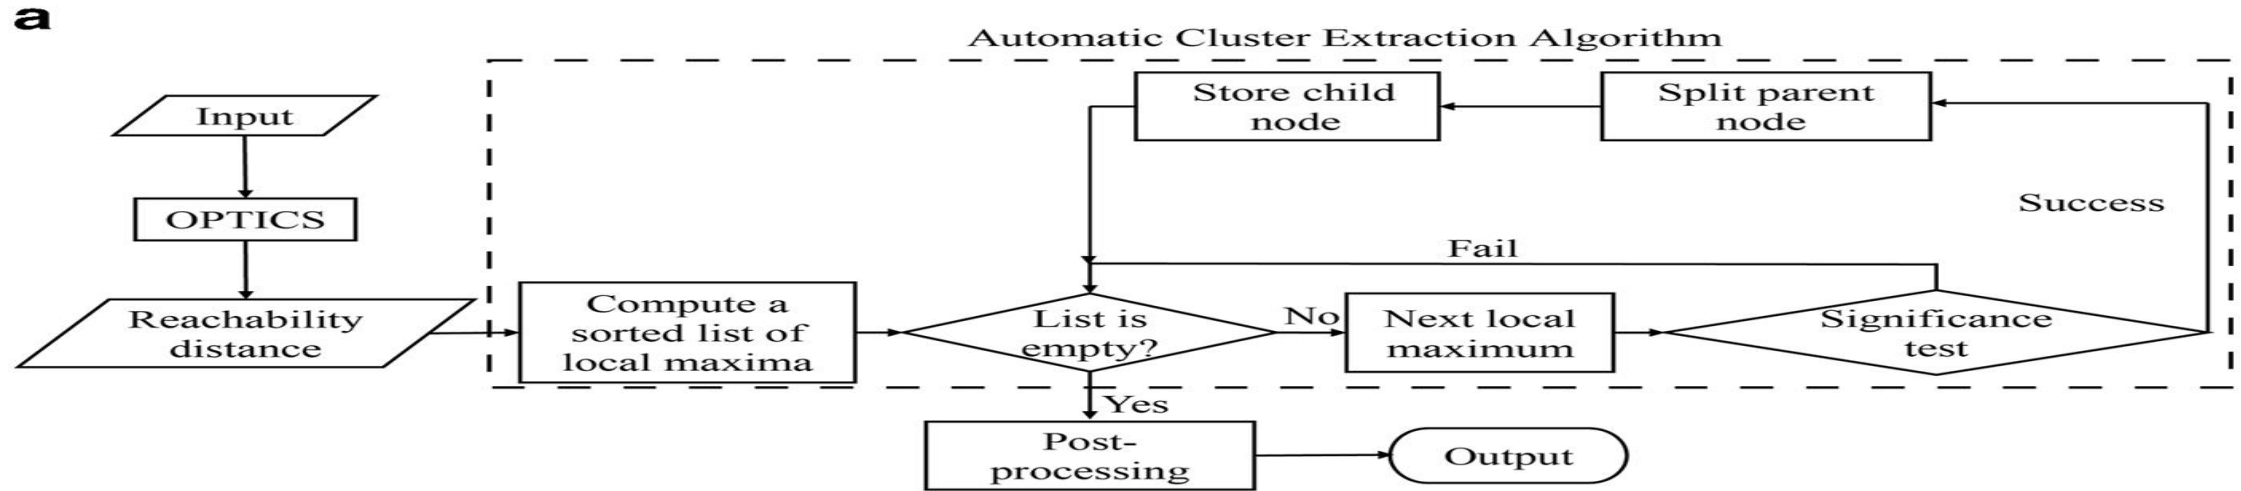 a
Automatic Cluster Extraction Algorithm
Input
OPTICS
Reachability
distance
Compute a
sorted list of
local maxima
List is
empty?
No
Next local
maximum
Significance
test
Fail
Success
Split parent
node
Store child
node
Yes
Post-
processing
Output